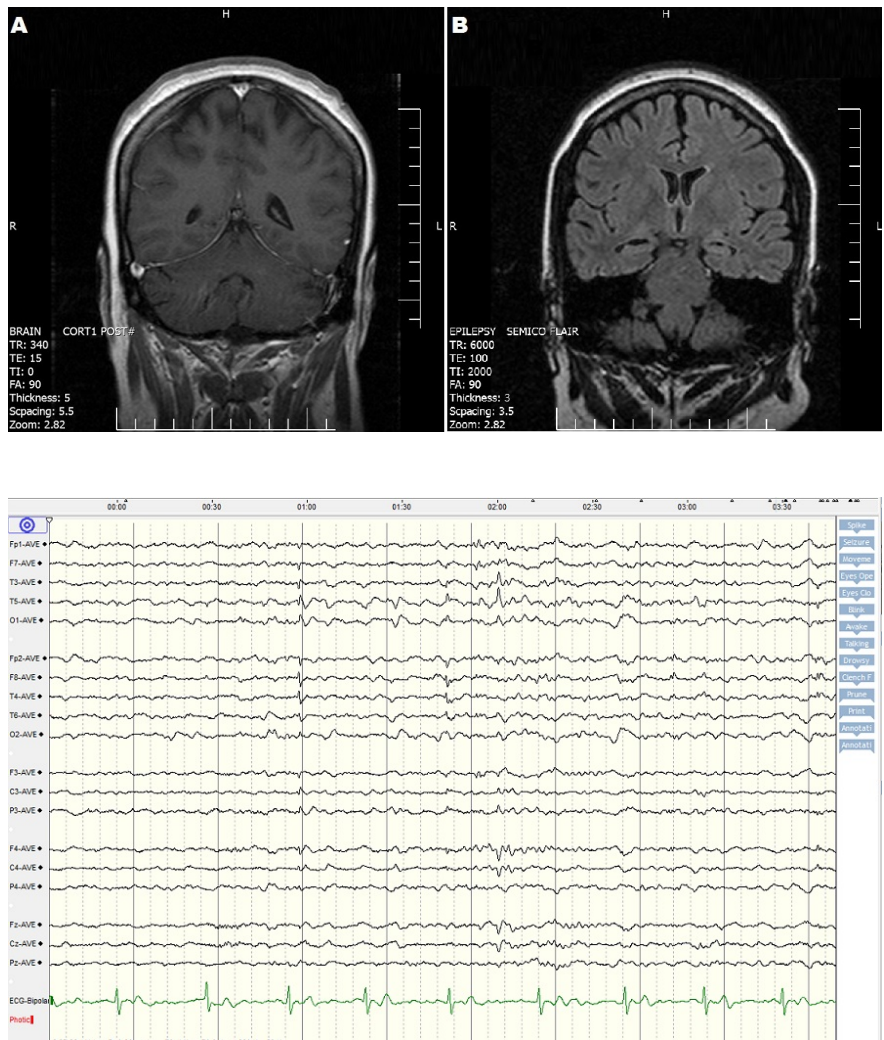 A
H
R
L
BRAIN CORT1 POST#
TR: 340
TE: 15
TI: 0
FA: 90
Thickness: 5
Scpacing: 5.5
Zoom: 2.82
B
H
R
L
EPILEPSY SEMICO FLAIR
TR: 6000
TE: 100
TI: 2000
FA: 90
Thickness: 3
Scpacing: 3.5
Zoom: 2.82
00:00 00:30 01:00 01:30 02:00 02:30 03:00 03:30
Fp1-AVE
F7-AVE
T3-AVE
T5-AVE
O1-AVE
Fp2-AVE
F8-AVE
T4-AVE
T6-AVE
O2-AVE
F3-AVE
C3-AVE
P3-AVE
F4-AVE
C4-AVE
P4-AVE
Fz-AVE
Cz-AVE
Pz-AVE
ECG-Bipolar
Photic
Spike
Seizure
Moveme
Eyes Ope
Eyes Clo
Blink
Awake
Talking
Drowsy
Clench F
Prune
Print
Annotati
Annotati